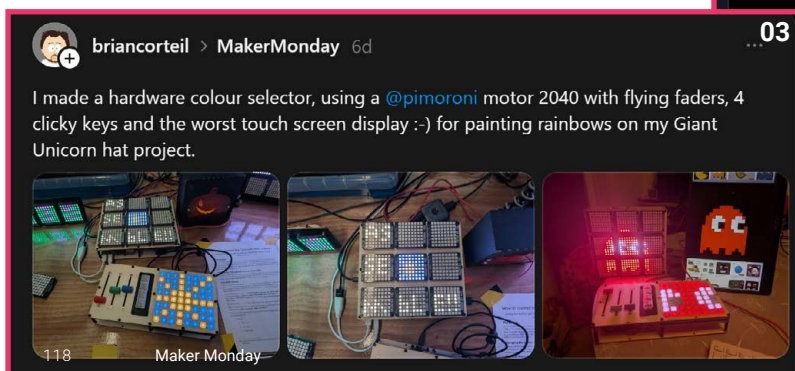 briancorteil > MakerMonday 6d
...03
I made a hardware colour selector, using a @pimoroni motor 2040 with flying faders, 4
clicky keys and the worst touch screen display :-) for painting rainbows on my Giant
Unicorn hat project.
118 Maker Monday